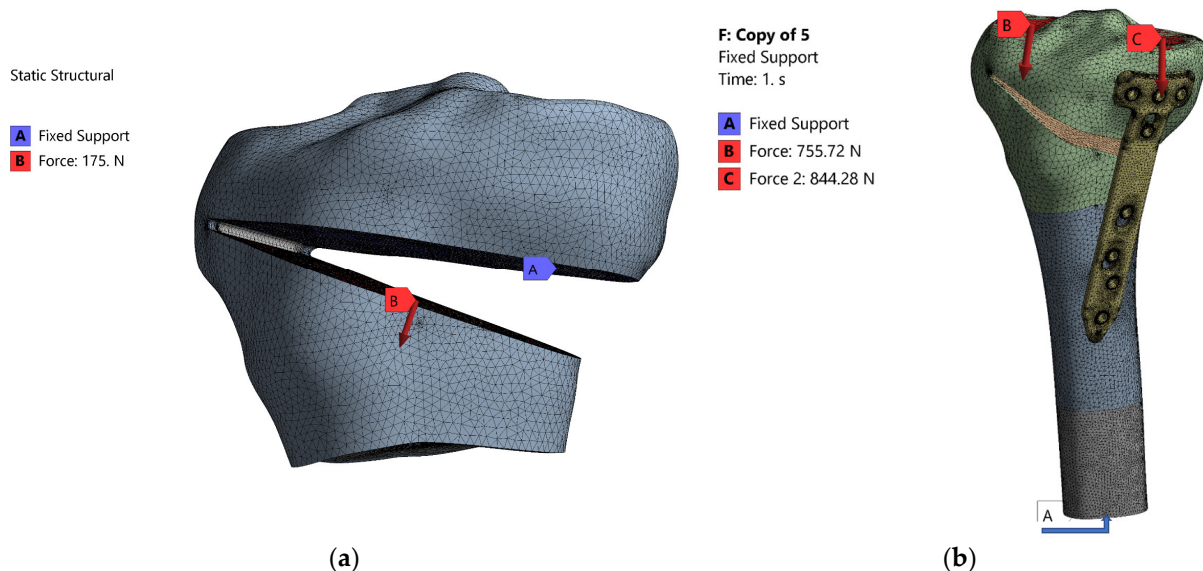 Static Structural
A Fixed Support
B Force: 175. N
A
B
(a)
F: Copy of 5
Fixed Support
Time: 1. s
A Fixed Support
B Force: 755.72 N
C Force 2: 844.28 N
B
C
A
(b)